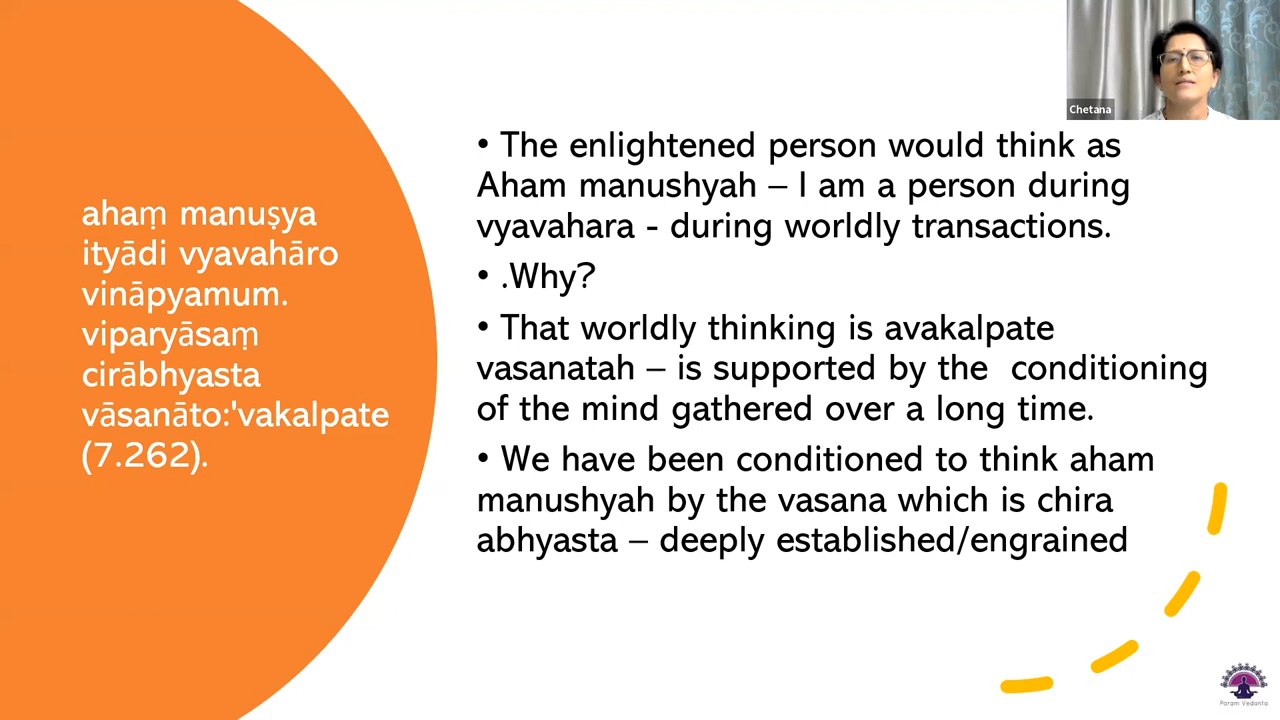 Chetana
ahaṃ manuṣya
ityādi vyavahāro
vināpyamum.
viparyāsaṃ
cirābhyasta
vāsanāto:'vakalpate
(7.262).
• The enlightened person would think as
Aham manushyah – I am a person during
vyavahara - during worldly transactions.
• .Why?
• That worldly thinking is avakalpate
vasanatah – is supported by the conditioning
of the mind gathered over a long time.
• We have been conditioned to think aham
manushyah by the vasana which is chira
abhyasta – deeply established/engrained
Param Vedanta